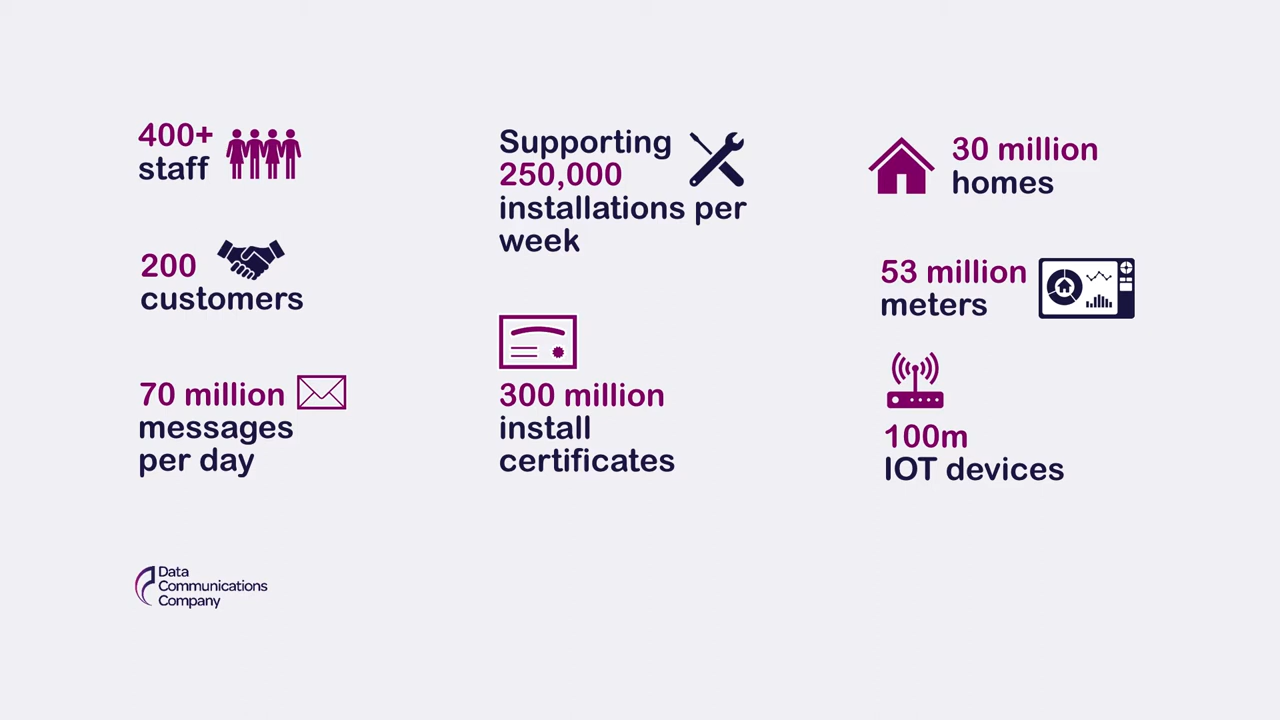 400+
staff
200
customers
70 million
messages
per day
Supporting
250,000
installations per
week
300 million
install
certificates
30 million
homes
53 million
meters
100m
IOT devices
Data
Communications
Company